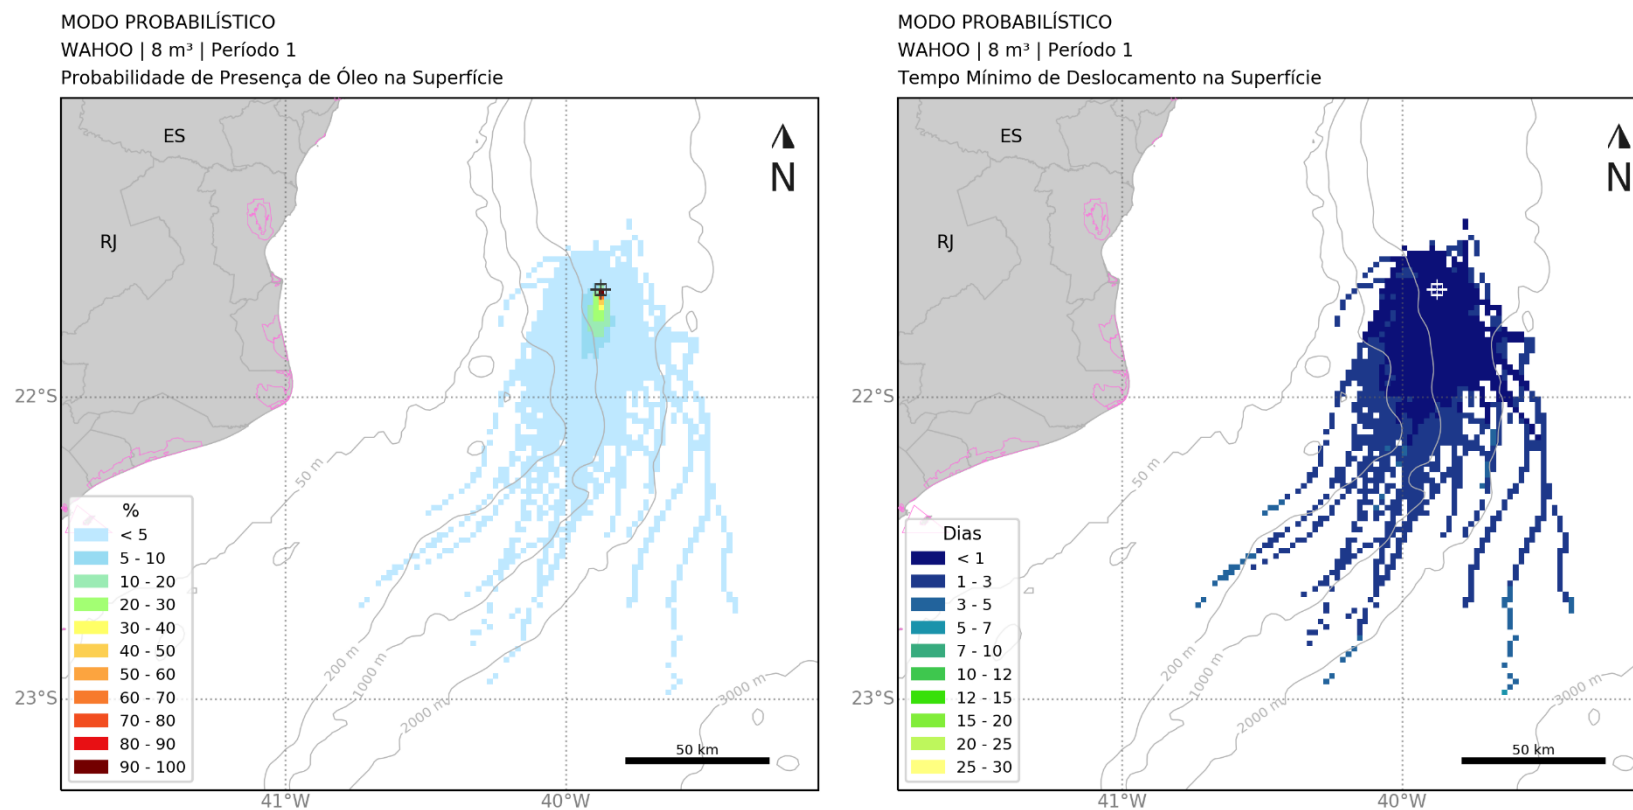 MODO PROBABILÍSTICO
WAHOO | 8 m³ | Período 1
Probabilidade de Presença de Óleo na Superfície
ES
RJ
N
22°S
23°S
41°W
40°W
50 m
200 m
1000 m
2000 m
3000 m
50 km
%
< 5
5 - 10
10 - 20
20 - 30
30 - 40
40 - 50
50 - 60
60 - 70
70 - 80
80 - 90
90 - 100
MODO PROBABILÍSTICO
WAHOO | 8 m³ | Período 1
Tempo Mínimo de Deslocamento na Superfície
ES
RJ
N
22°S
23°S
41°W
40°W
50 m
200 m
1000 m
2000 m
3000 m
50 km
Dias
< 1
1 - 3
3 - 5
5 - 7
7 - 10
10 - 12
12 - 15
15 - 20
20 - 25
25 - 30